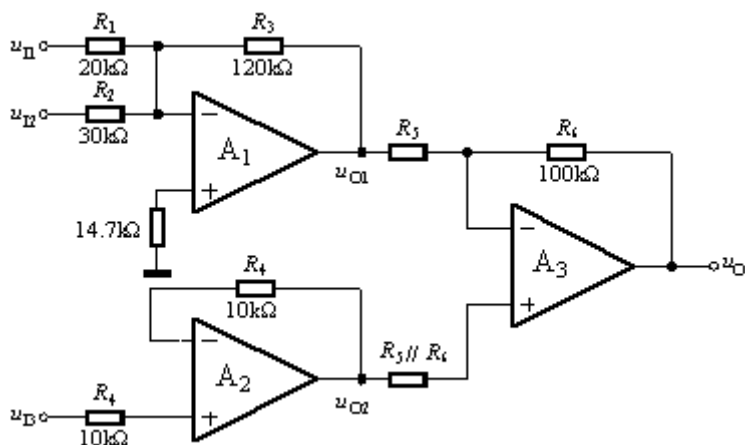 R1
R3
uI1
20kΩ
120kΩ
R2
uI2
30kΩ
−
A1
+
uO1
14.7kΩ
R5
R6
100kΩ
−
A3
+
uO
R4
10kΩ
−
A2
+
uO2
R5// R6
uI3
R4
10kΩ